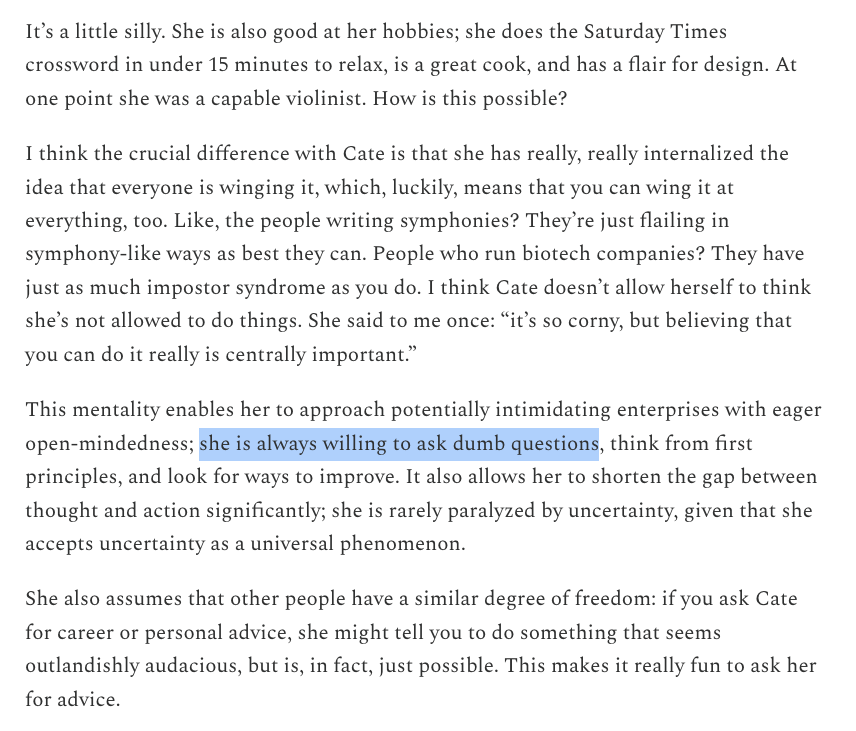 It’s a little silly. She is also good at her hobbies; she does the Saturday Times
crossword in under 15 minutes to relax, is a great cook, and has a flair for design. At
one point she was a capable violinist. How is this possible?
I think the crucial difference with Cate is that she has really, really internalized the
idea that everyone is winging it, which, luckily, means that you can wing it at
everything, too. Like, the people writing symphonies? They’re just flailing in
symphony-like ways as best they can. People who run biotech companies? They have
just as much impostor syndrome as you do. I think Cate doesn’t allow herself to think
she’s not allowed to do things. She said to me once: “it’s so corny, but believing that
you can do it really is centrally important.”
This mentality enables her to approach potentially intimidating enterprises with eager
open-mindedness; she is always willing to ask dumb questions, think from first
principles, and look for ways to improve. It also allows her to shorten the gap between
thought and action significantly; she is rarely paralyzed by uncertainty, given that she
accepts uncertainty as a universal phenomenon.
She also assumes that other people have a similar degree of freedom: if you ask Cate
for career or personal advice, she might tell you to do something that seems
outlandishly audacious, but is, in fact, just possible. This makes it really fun to ask her
for advice.